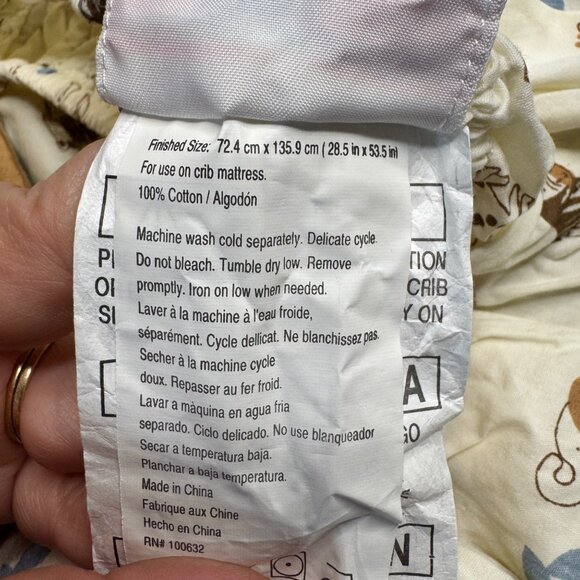 Finished Size: 72.4 cm x 135.9 cm ( 28.5 in x 53.5 in)
For use on crib mattress.
100% Cotton / Algodón
Machine wash cold separately. Delicate cycle.
Do not bleach. Tumble dry low. Remove
promptly. Iron on low when needed.
Laver à la machine à l'eau froide,
séparément. Cycle dellicat. Ne blanchissez pas.
Secher à la machine cycle
doux. Repasser au fer froid.
Lavar a màquina en agua fria
separado. Ciclo delicado. No use blanqueador
Secar a temperatura baja.
Planchar a baja temperatura.
Made in China
Fabrique aux Chine
Hecho en China
RN# 100632
CRIB
ON